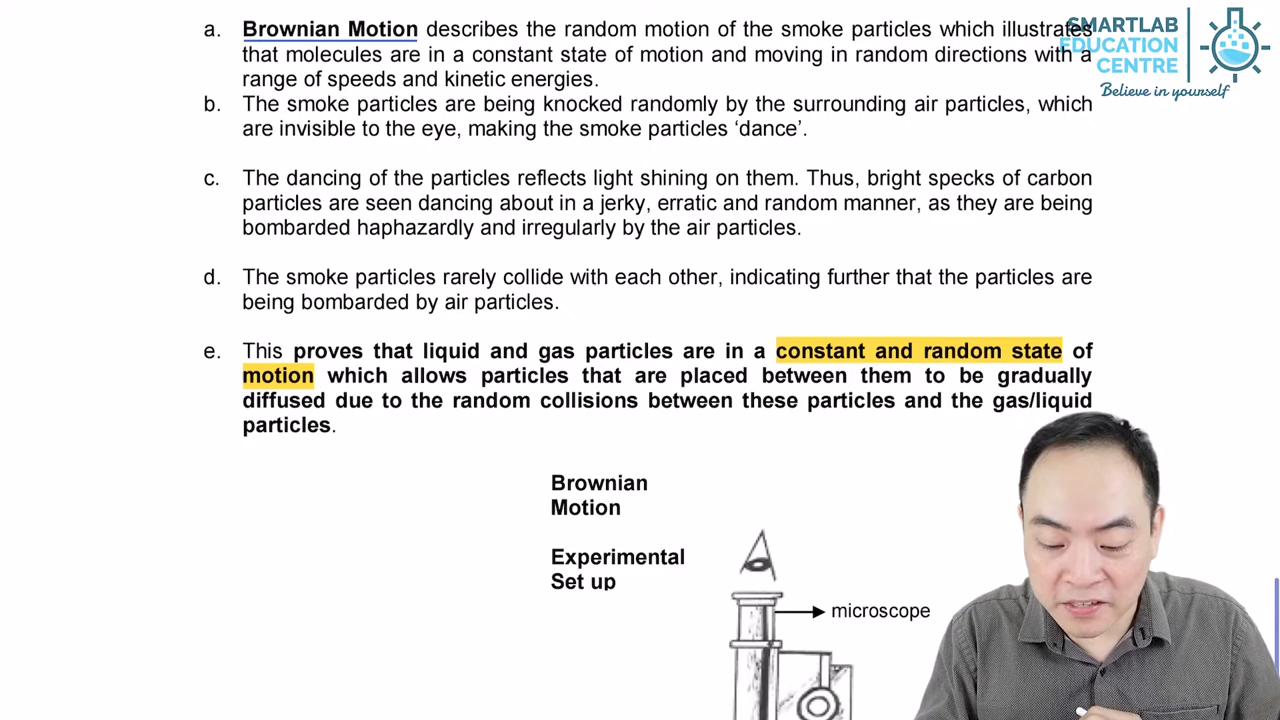 a. Brownian Motion describes the random motion of the smoke particles which illustrates
that molecules are in a constant state of motion and moving in random directions with a
range of speeds and kinetic energies.
b. The smoke particles are being knocked randomly by the surrounding air particles, which
are invisible to the eye, making the smoke particles ‘dance’.
c. The dancing of the particles reflects light shining on them. Thus, bright specks of carbon
particles are seen dancing about in a jerky, erratic and random manner, as they are being
bombarded haphazardly and irregularly by the air particles.
d. The smoke particles rarely collide with each other, indicating further that the particles are
being bombarded by air particles.
e. This proves that liquid and gas particles are in a constant and random state of
motion which allows particles that are placed between them to be gradually
diffused due to the random collisions between these particles and the gas/liquid
particles.
Brownian
Motion
Experimental
Set up
microscope
SMARTLAB
EDUCATION
CENTRE
Believe in yourself